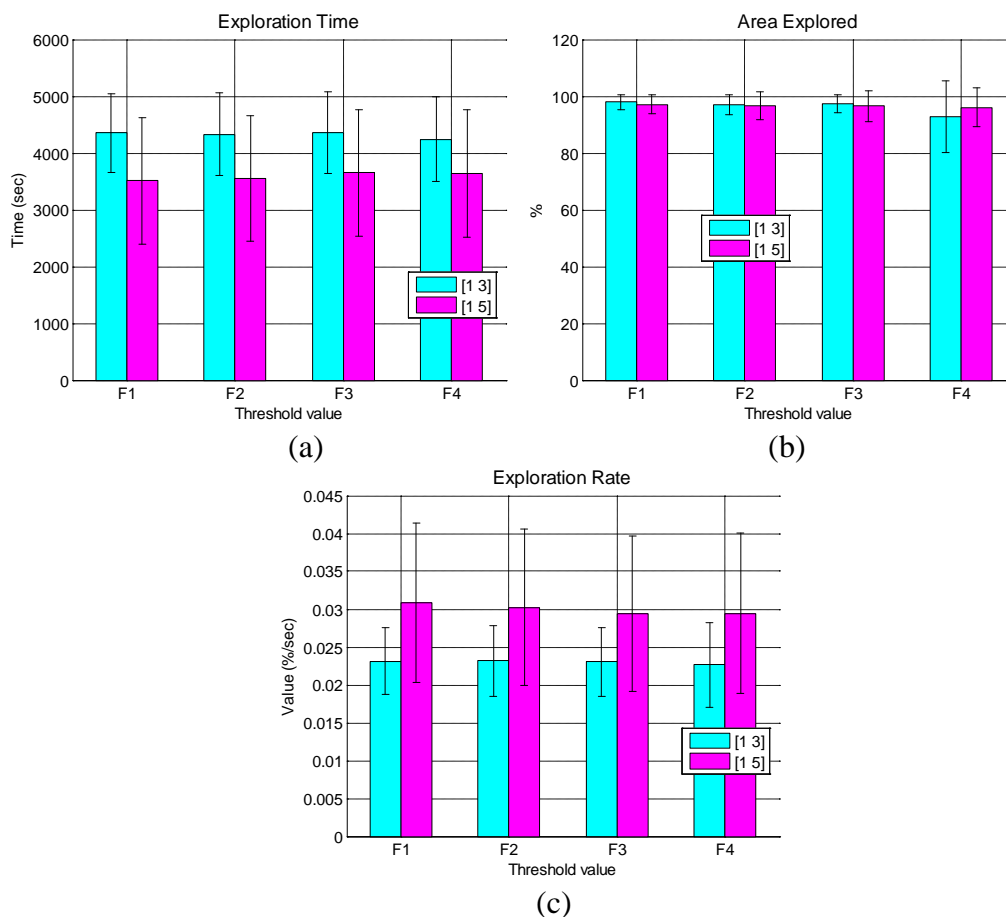 Exploration Time
6000
5000
4000
3000
2000
1000
0
Time (sec)
[1 3]
[1 5]
F1 F2 F3 F4
Threshold value
(a)
Area Explored
120
100
80
60
40
20
0
%
[1 3]
[1 5]
F1 F2 F3 F4
Threshold value
(b)
Exploration Rate
0.045
0.04
0.035
0.03
0.025
0.02
0.015
0.01
0.005
0
Value (%/sec)
[1 3]
[1 5]
F1 F2 F3 F4
Threshold value
(c)